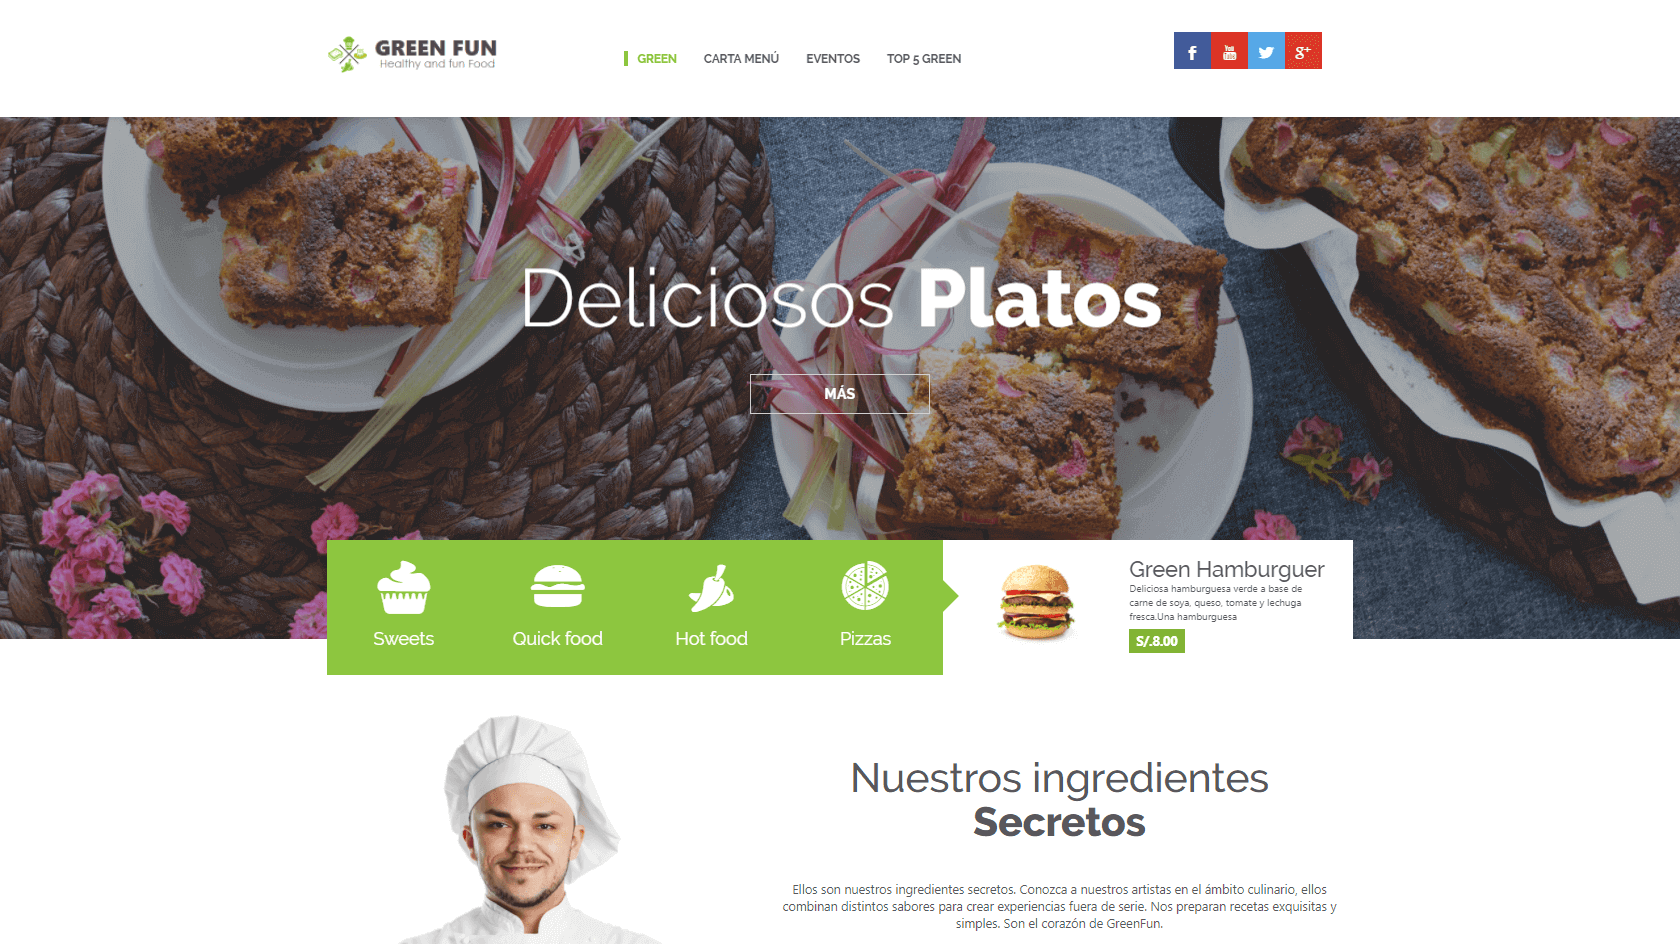 GREEN FUN
Healthy and fun Food
GREEN
CARTA MENÚ
EVENTOS
TOP 5 GREEN
f
You
Tube
g+
Deliciosos Platos
MÁS
Sweets
Quick food
Hot food
Pizzas
Green Hamburguer
Deliciosa hamburguesa verde a base de
carne de soya, queso, tomate y lechuga
fresca.Una hamburguesa
S/.8.00
Nuestros ingredientes
Secretos
Ellos son nuestros ingredientes secretos. Conozca a nuestros artistas en el ámbito culinario, ellos
combinan distintos sabores para crear experiencias fuera de serie. Nos preparan recetas exquisitas y
simples. Son el corazón de GreenFun.